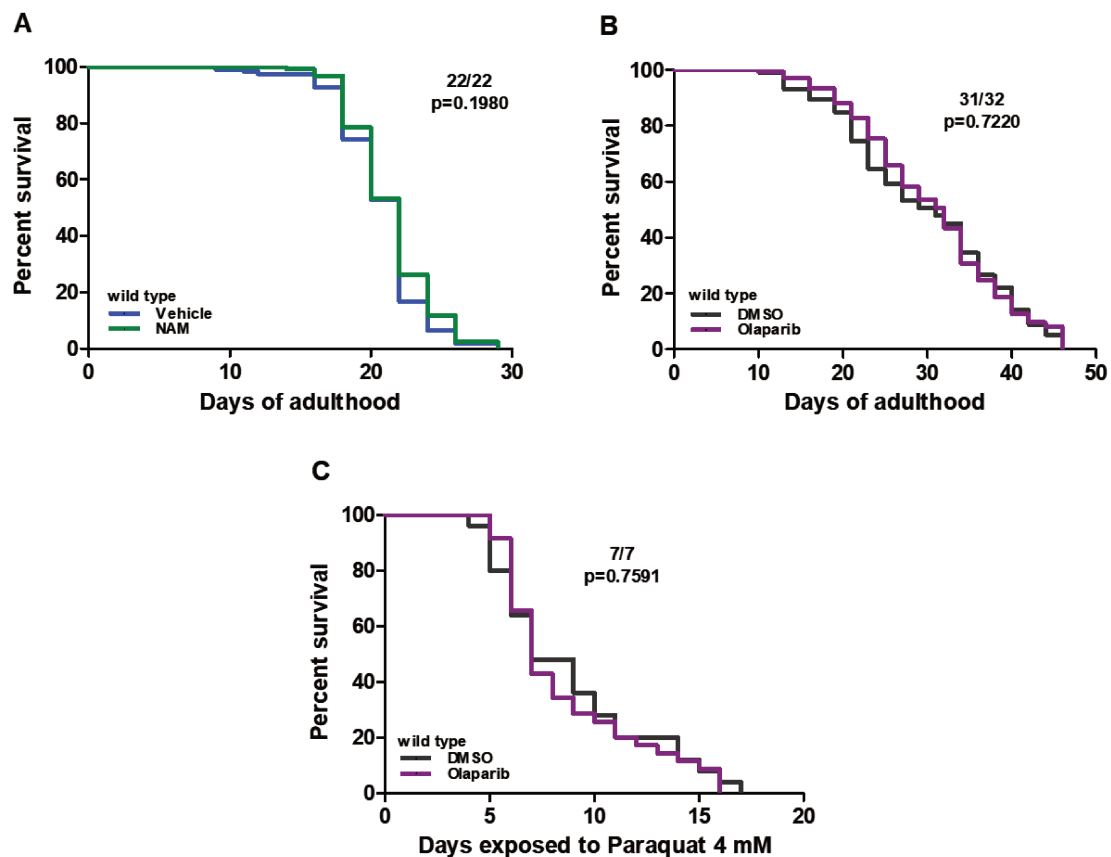 A
Percent survival
100
80
60
40
20
0
22/22
p=0.1980
wild type
Vehicle
NAM
0 10 20 30
Days of adulthood
B
Percent survival
100
80
60
40
20
0
31/32
p=0.7220
wild type
DMSO
Olaparib
0 10 20 30 40 50
Days of adulthood
C
Percent survival
100
80
60
40
20
0
7/7
p=0.7591
wild type
DMSO
Olaparib
0 5 10 15 20
Days exposed to Paraquat 4 mM